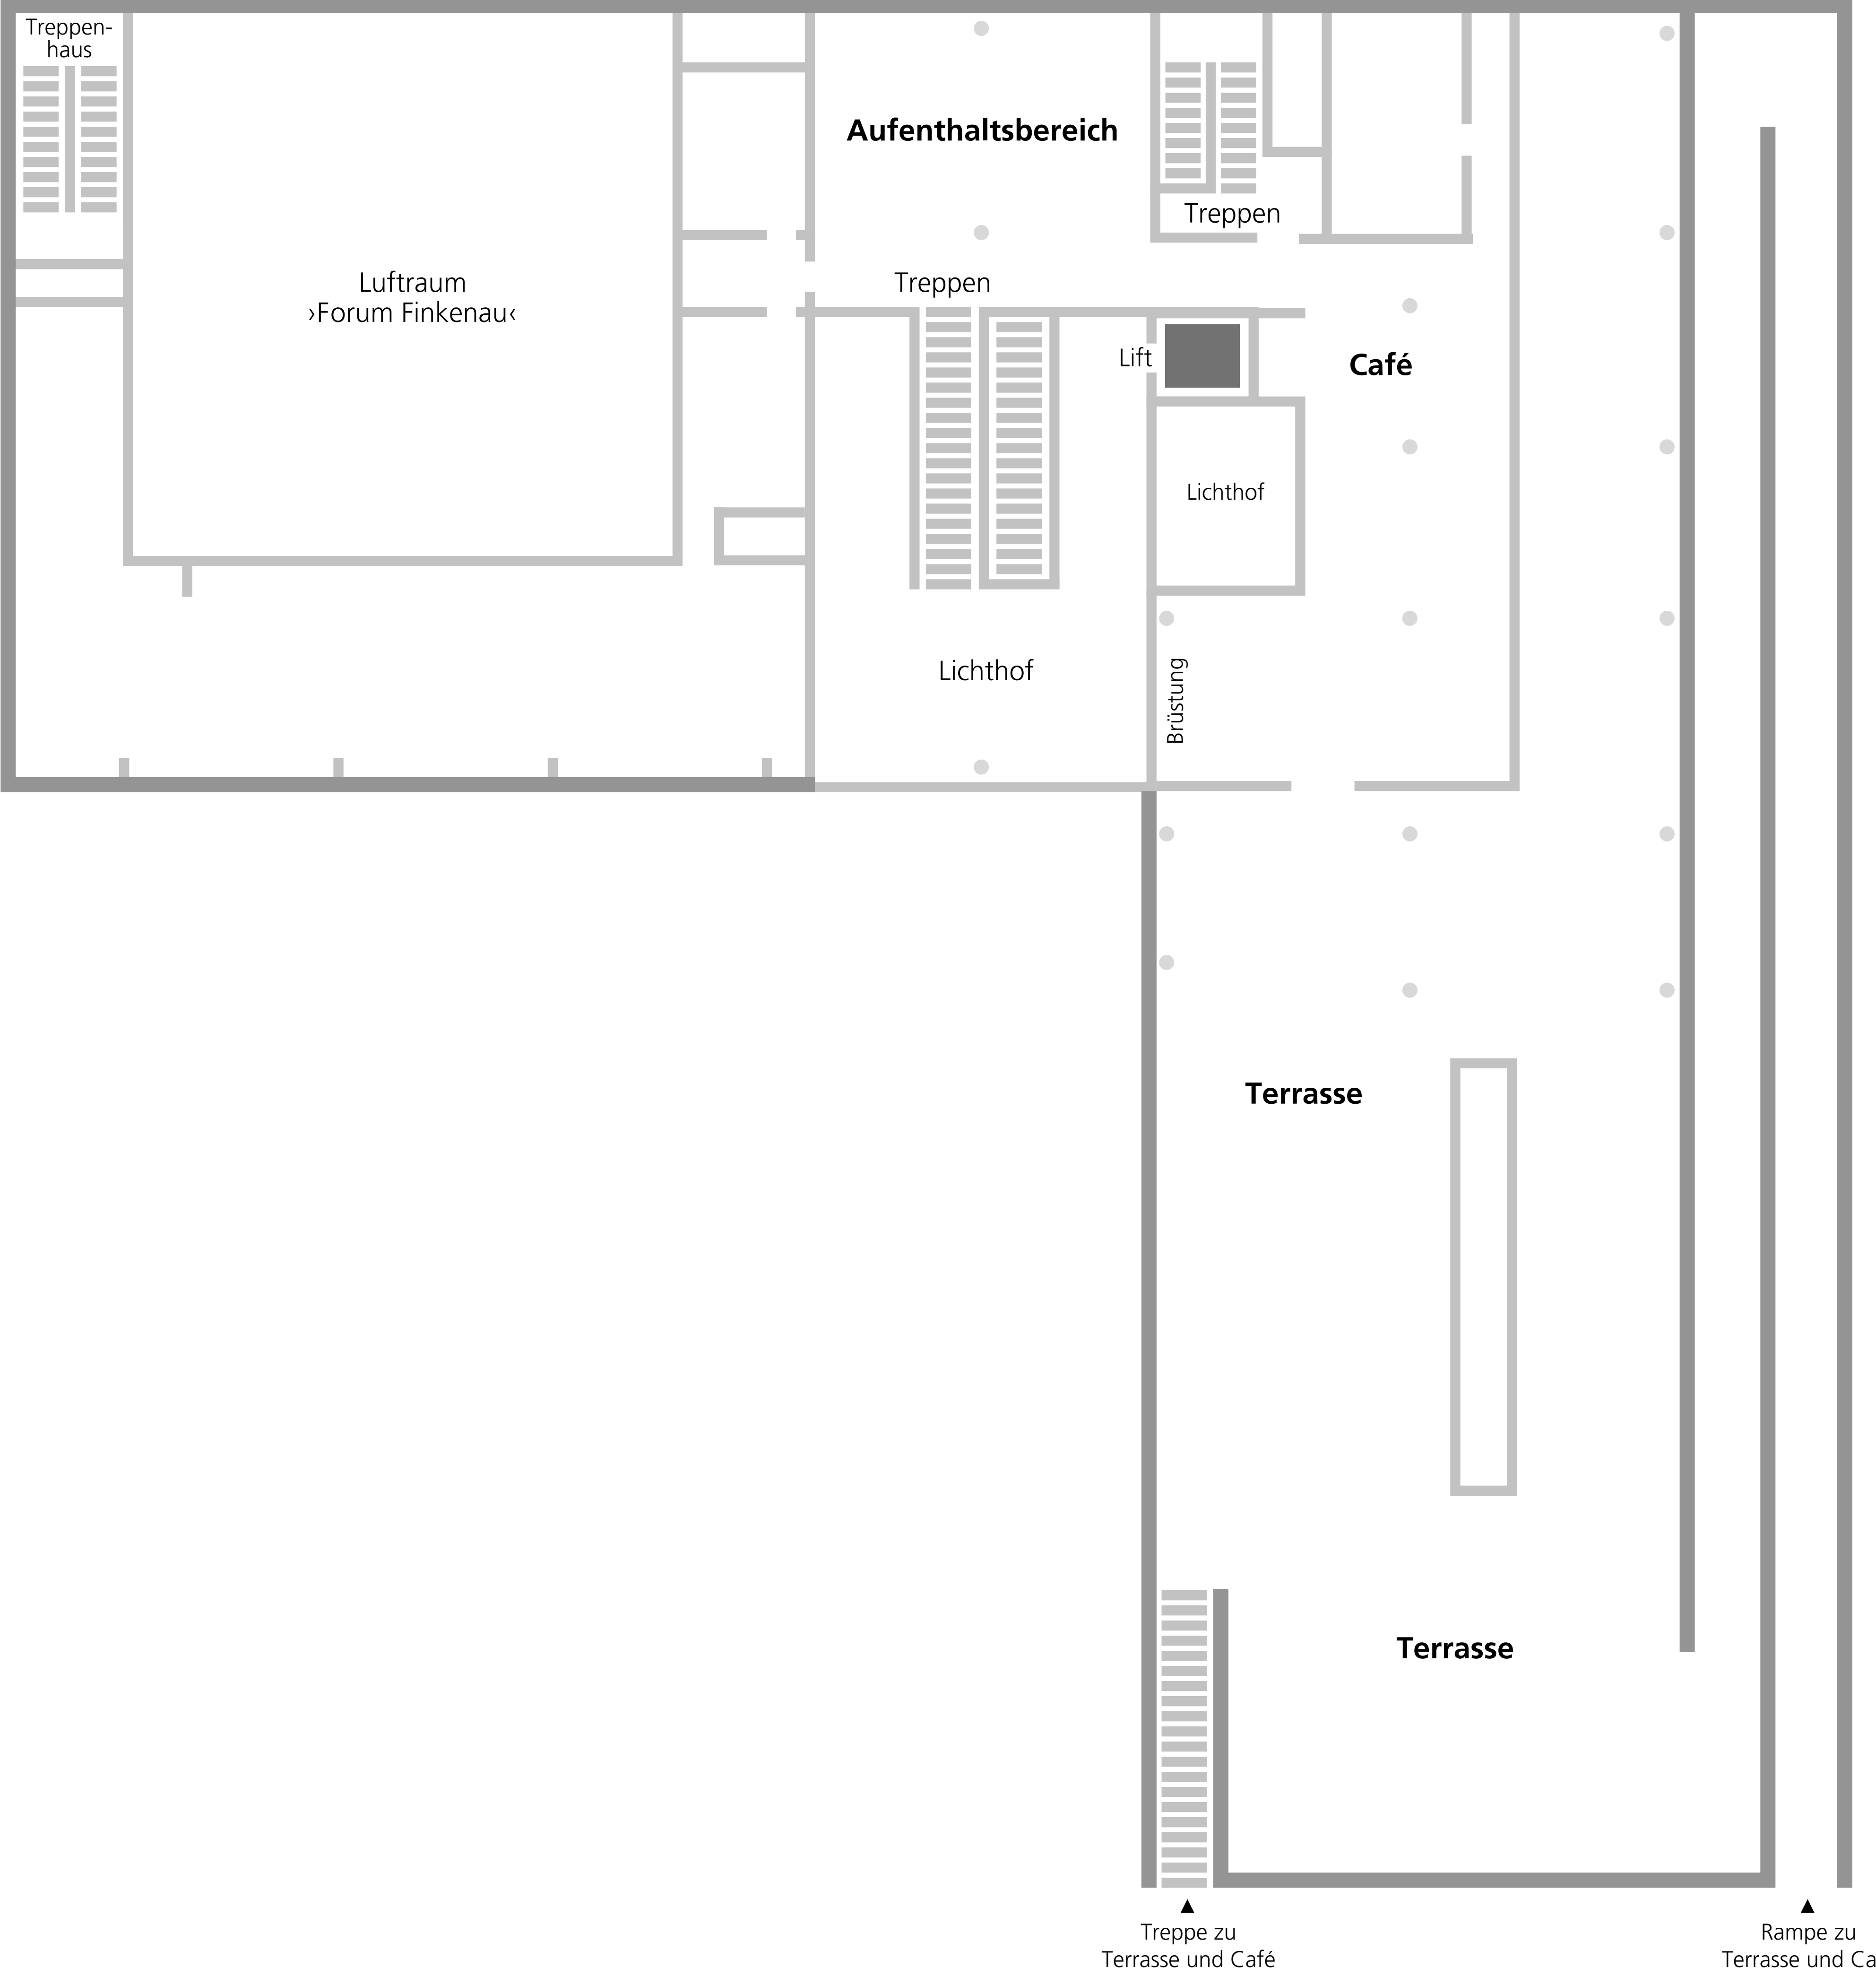 Treppen-
haus
Aufenthaltsbereich
Treppen
Luftraum
›Forum Finkenau‹
Treppen
Lift
Café
Lichthof
Lichthof
Brüstung
Terrasse
Terrasse
Treppe zu
Terrasse und Café
Rampe zu
Terrasse und Ca